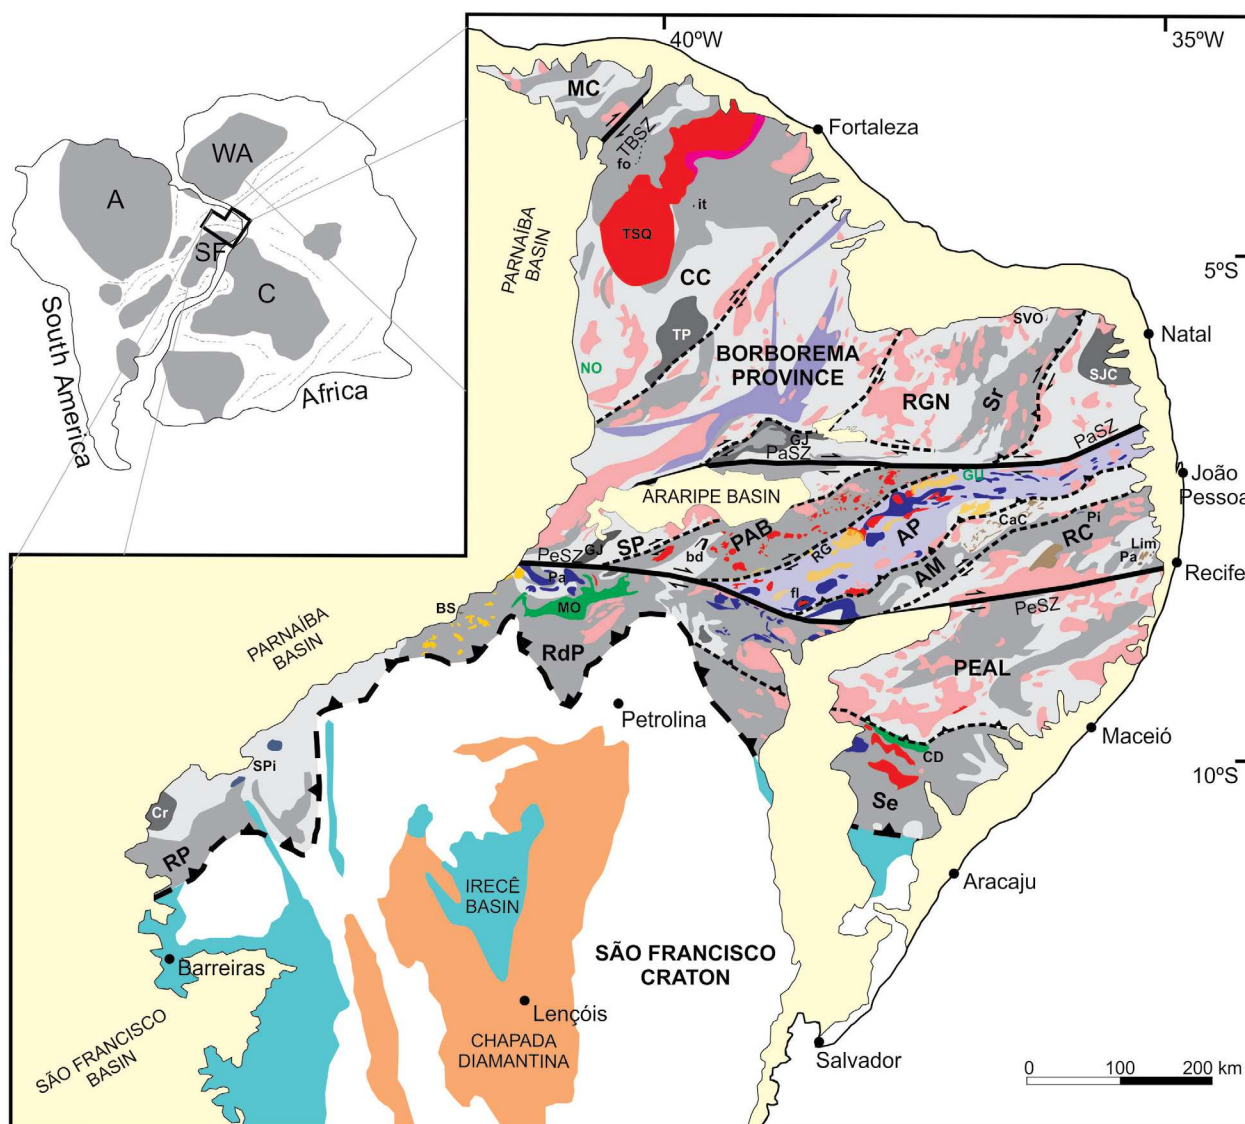 40°W
35°W
MC
TBSZ
fo
Fortaleza
WA
A
SF
C
South America
Africa
PARNAÍBA
BASIN
it
TSQ
CC
5°S
TP
NO
BORBOREMA
PROVINCE
SVO
Natal
SJC
RGN
Sr
GJ
PaSZ
PaSZ
ARARIPE BASIN
GU
João
Pessoa
PeSZ
GJ
SP
bd
PAB
RG
AP
CaC
Pi
RC
Lim
Pa
AM
Recife
Pa
MO
fl
PeSZ
BS
PARNAÍBA
BASIN
RdP
PEAL
Petrolina
Maceió
CD
10°S
SPi
Cr
RP
Se
IRECÊ
BASIN
Aracaju
SÃO FRANCISCO
CRATON
Barreiras
Lençóis
SÃO FRANCISCO
BASIN
CHAPADA
DIAMANTINA
Salvador
0 100 200 km